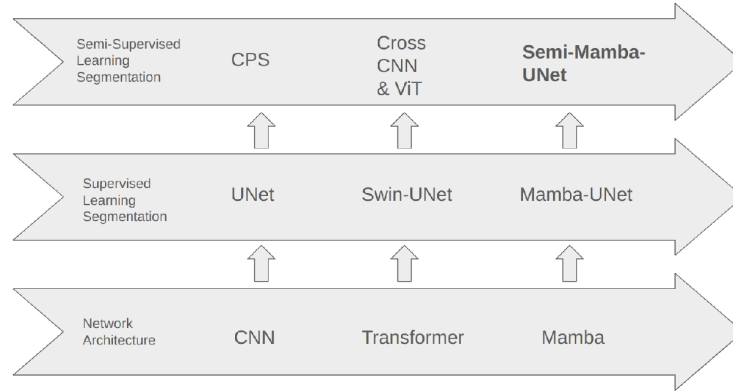 Semi-Supervised
Learning
Segmentation
CPS
Cross
CNN
& ViT
Semi-Mamba-
UNet
Supervised
Learning
Segmentation
UNet
Swin-UNet
Mamba-UNet
Network
Architecture
CNN
Transformer
Mamba